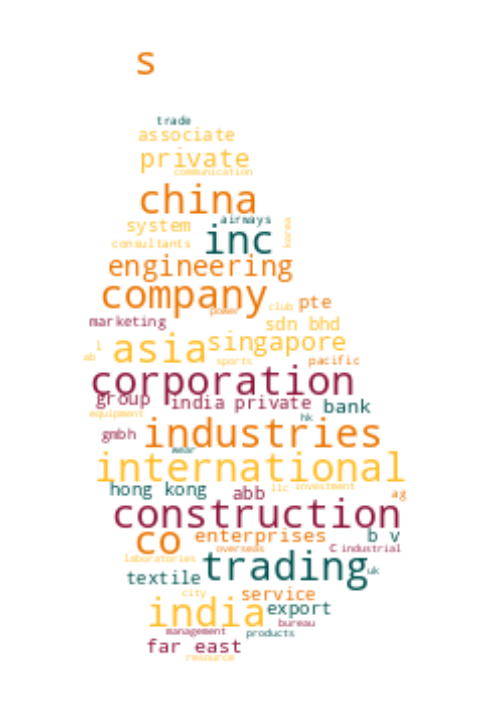 s
trade
associate
private
communication
china
airways
system
inc
korea
consultants
engineering
company
power club pte
marketing
sdn bhd
l asia singapore
ab sports pacific
corporation
group india private bank
equipment hk
gmbh industries
wear
international
hong kong abb llc investment ag
construction
co enterprises b v
overseas C industrial
laboratories trading uk
textile
city service
india export
bureau
management products
far east
resource